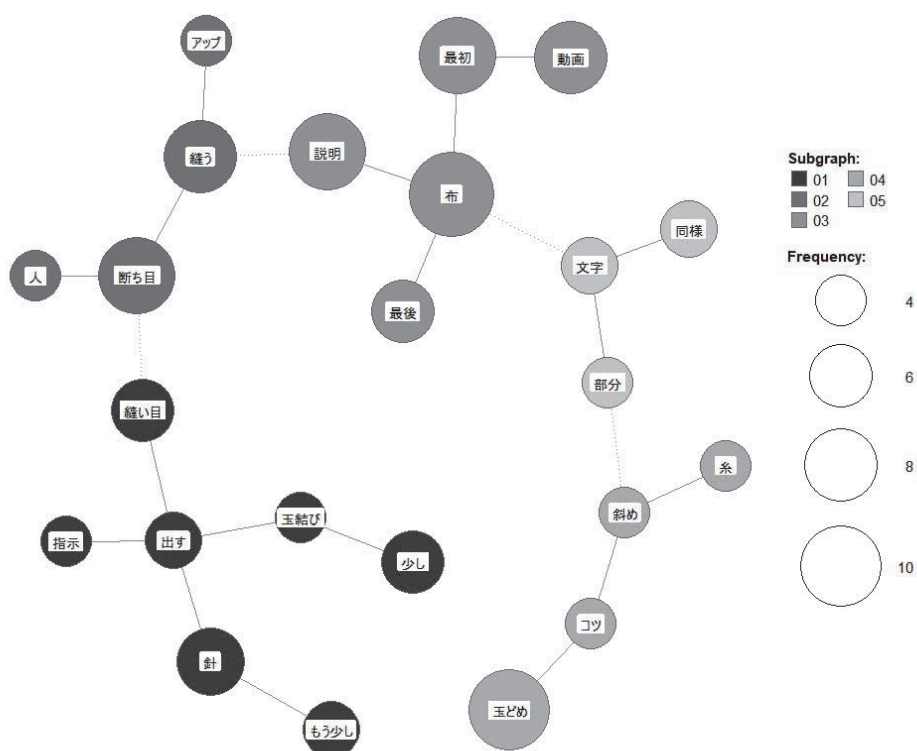 アップ
最初
動画
縫う
説明
布
同様
文字
人
断ち目
最後
部分
縫い目
糸
斜め
玉結び
指示
出す
少し
コツ
針
玉どめ
もう少し
Subgraph:
01
04
02
05
03
Frequency:
4
6
8
10